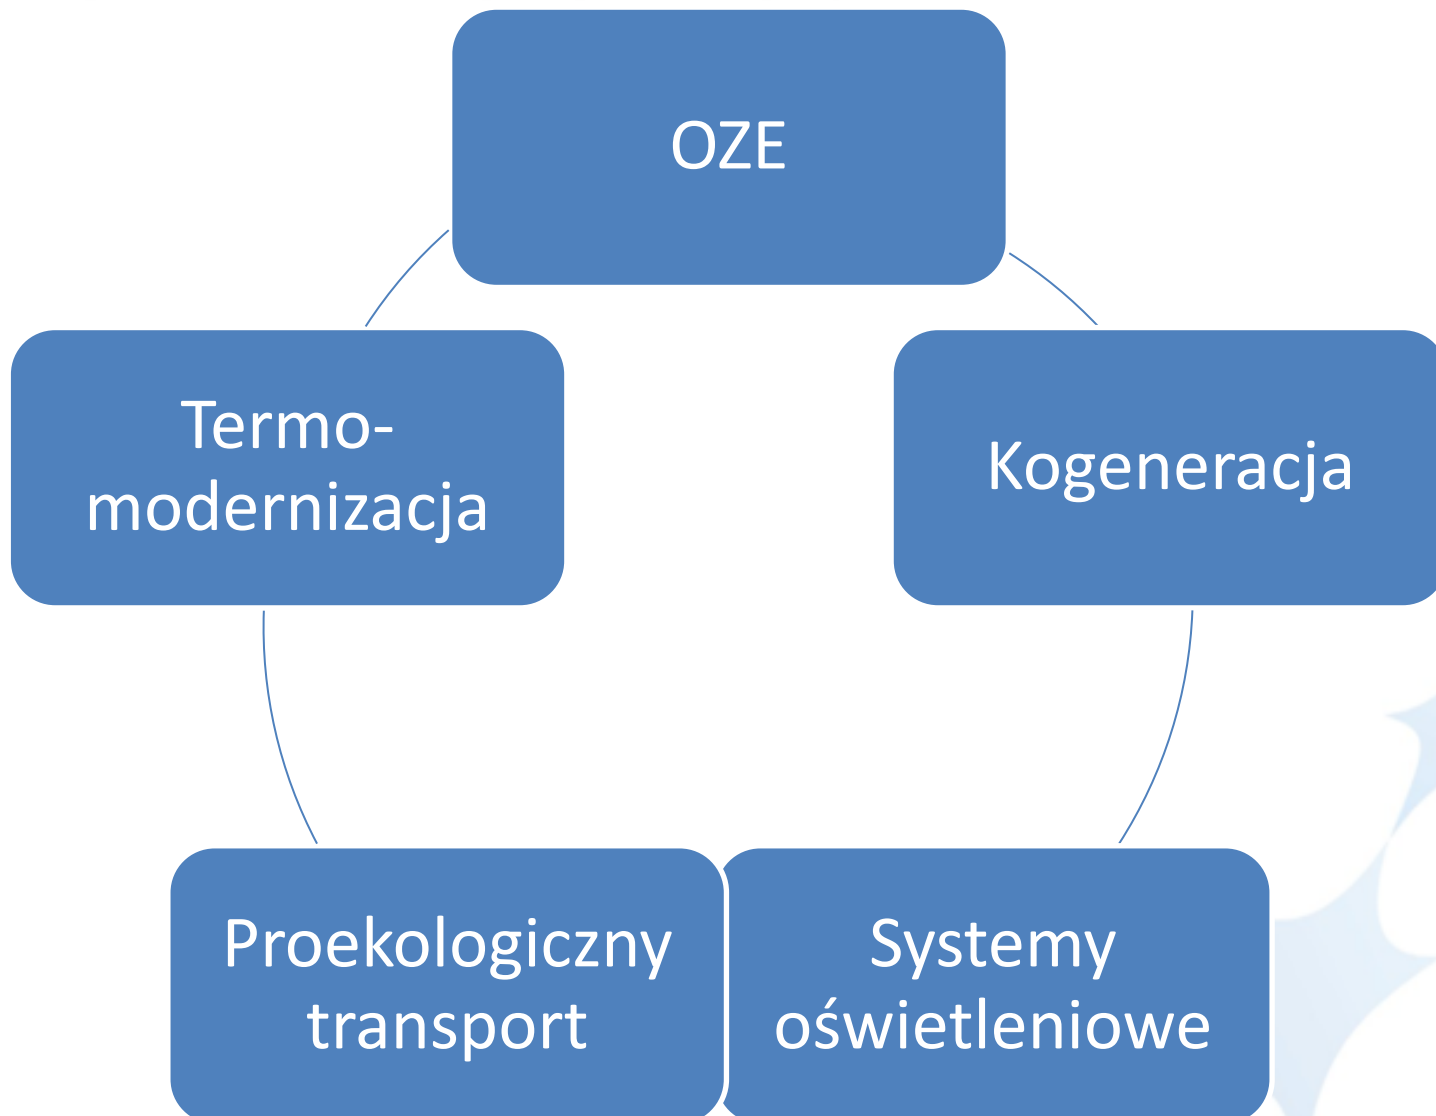 OZE
Termo-
modernizacja
Kogeneracja
Proekologiczny
transport
Systemy
oświetleniowe